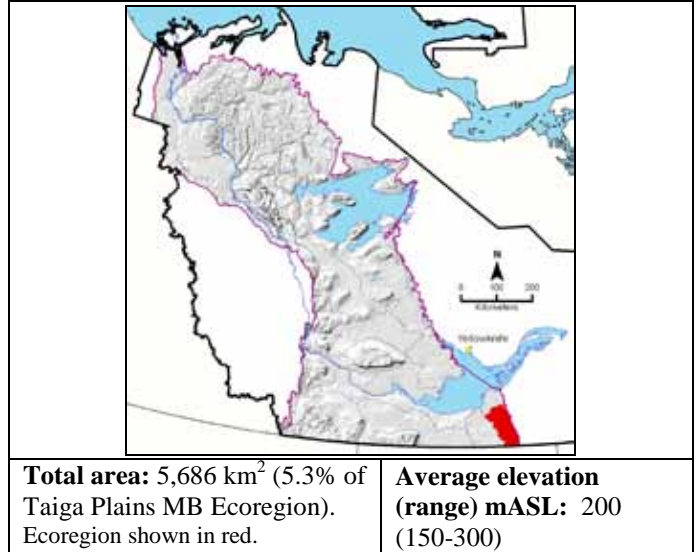 N
0 100 200
Kilometers
Yellowknife
Total area: 5,686 km² (5.3% of
Taiga Plains MB Ecoregion).
Ecoregion shown in red.
Average elevation
(range) mASL: 200
(150-300)